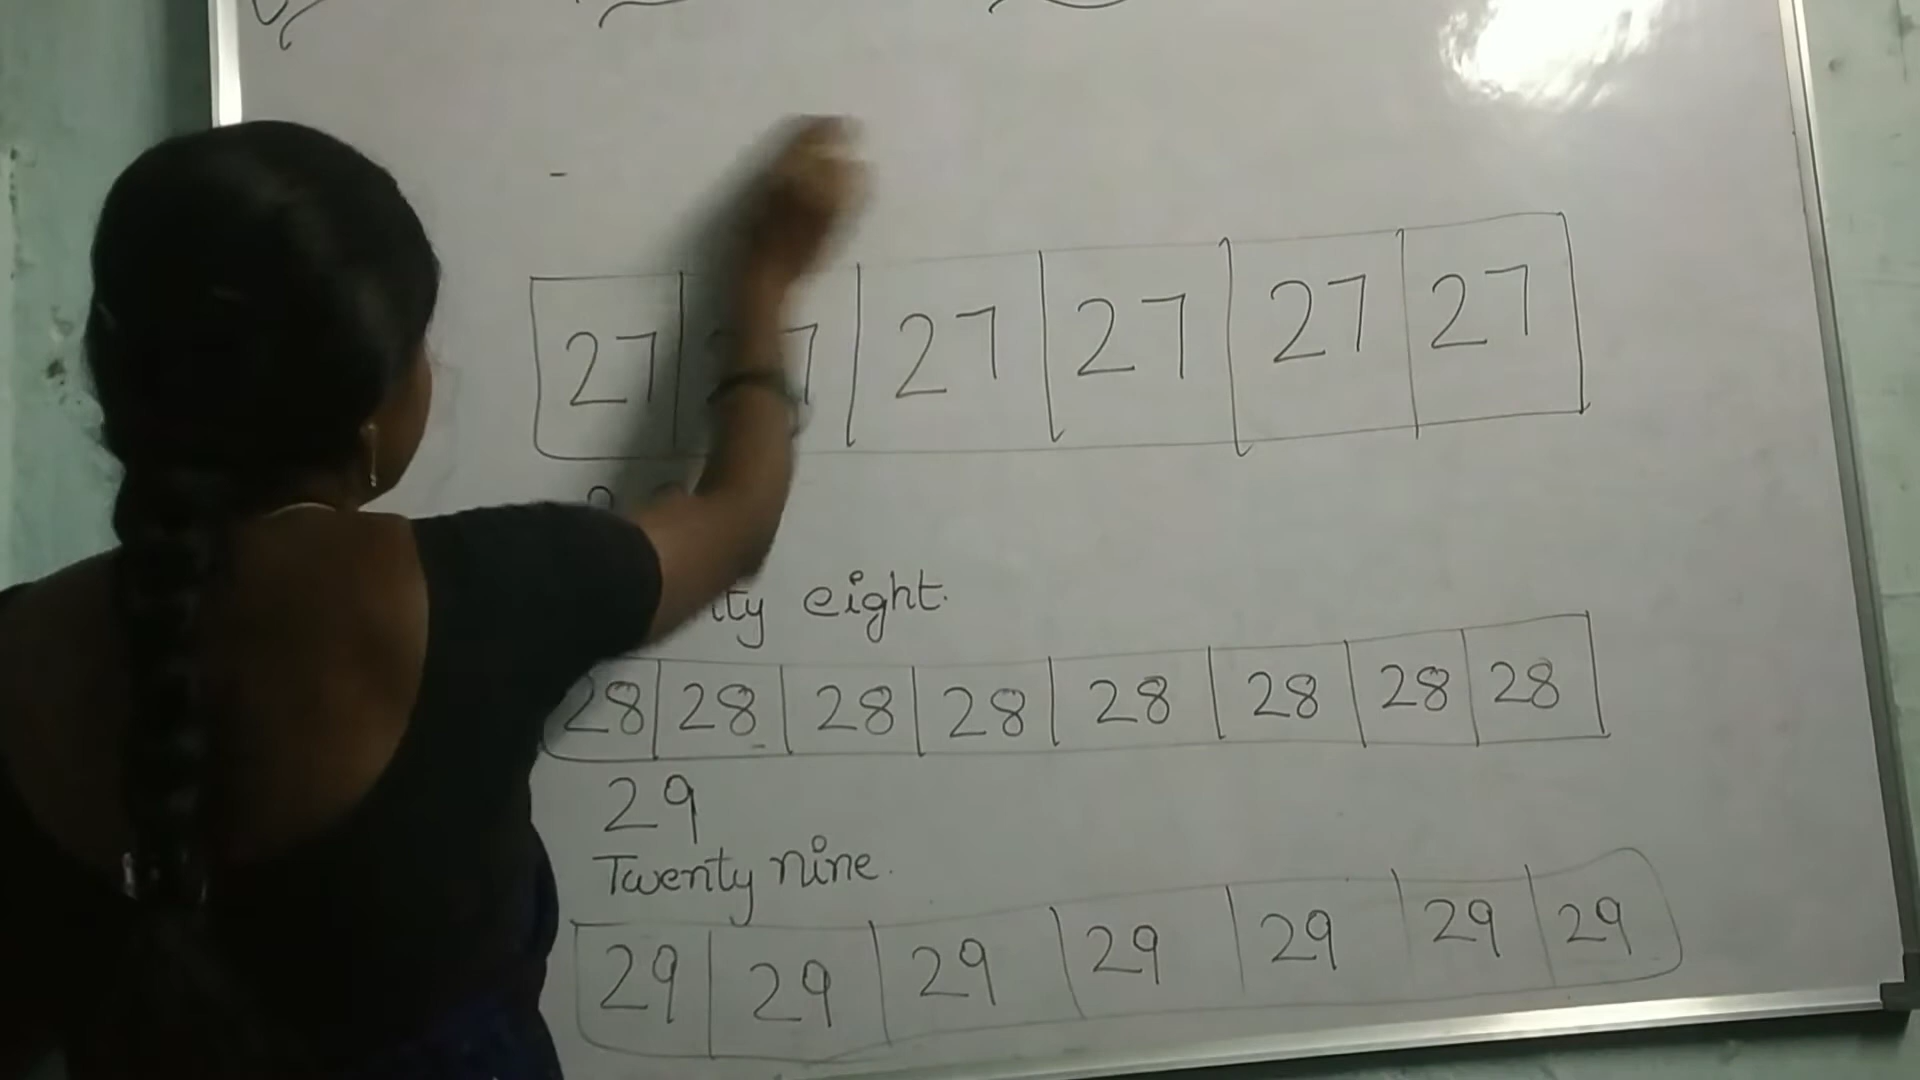 27 27 27 27 27 27
eight.
28 28 28 28 28 28 28 28
29
Twenty nine.
29 29 29 29 29 29 29